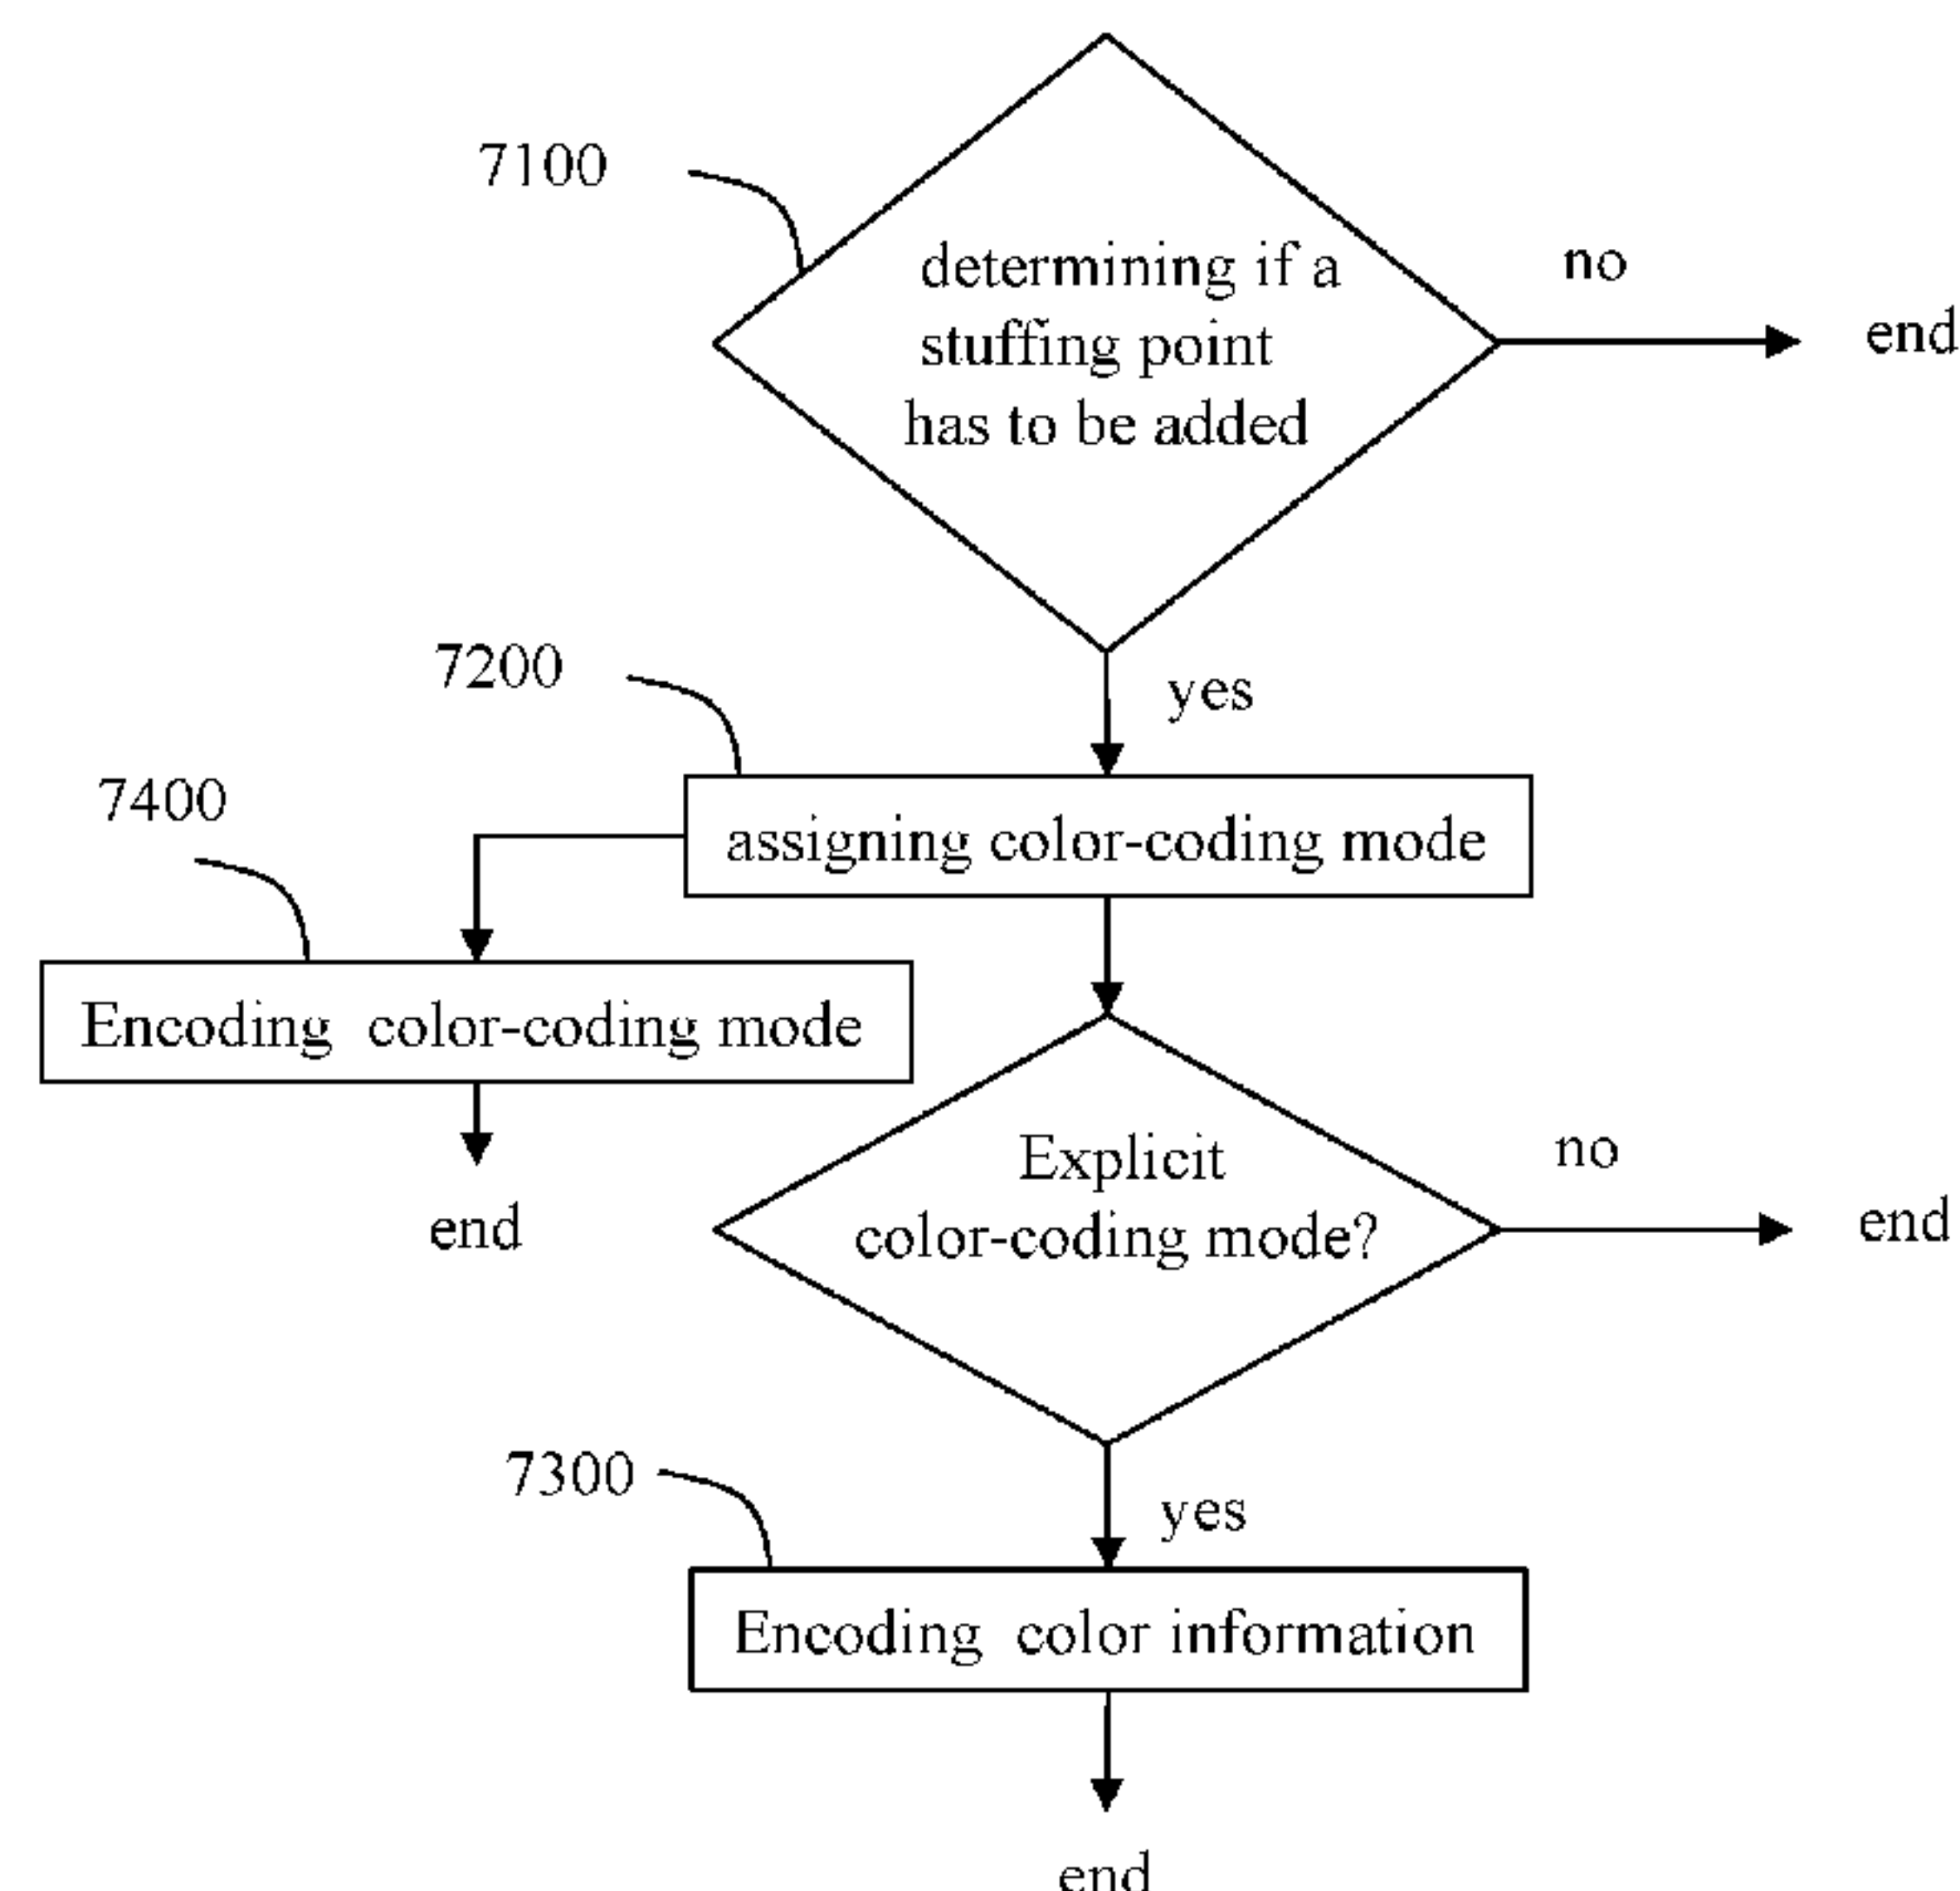 7100
determining if a
stuffing point
has to be added
no
end
yes
7200
assigning color-coding mode
7400
Encoding color-coding mode
end
Explicit
color-coding mode?
no
end
7300
yes
Encoding color information
end